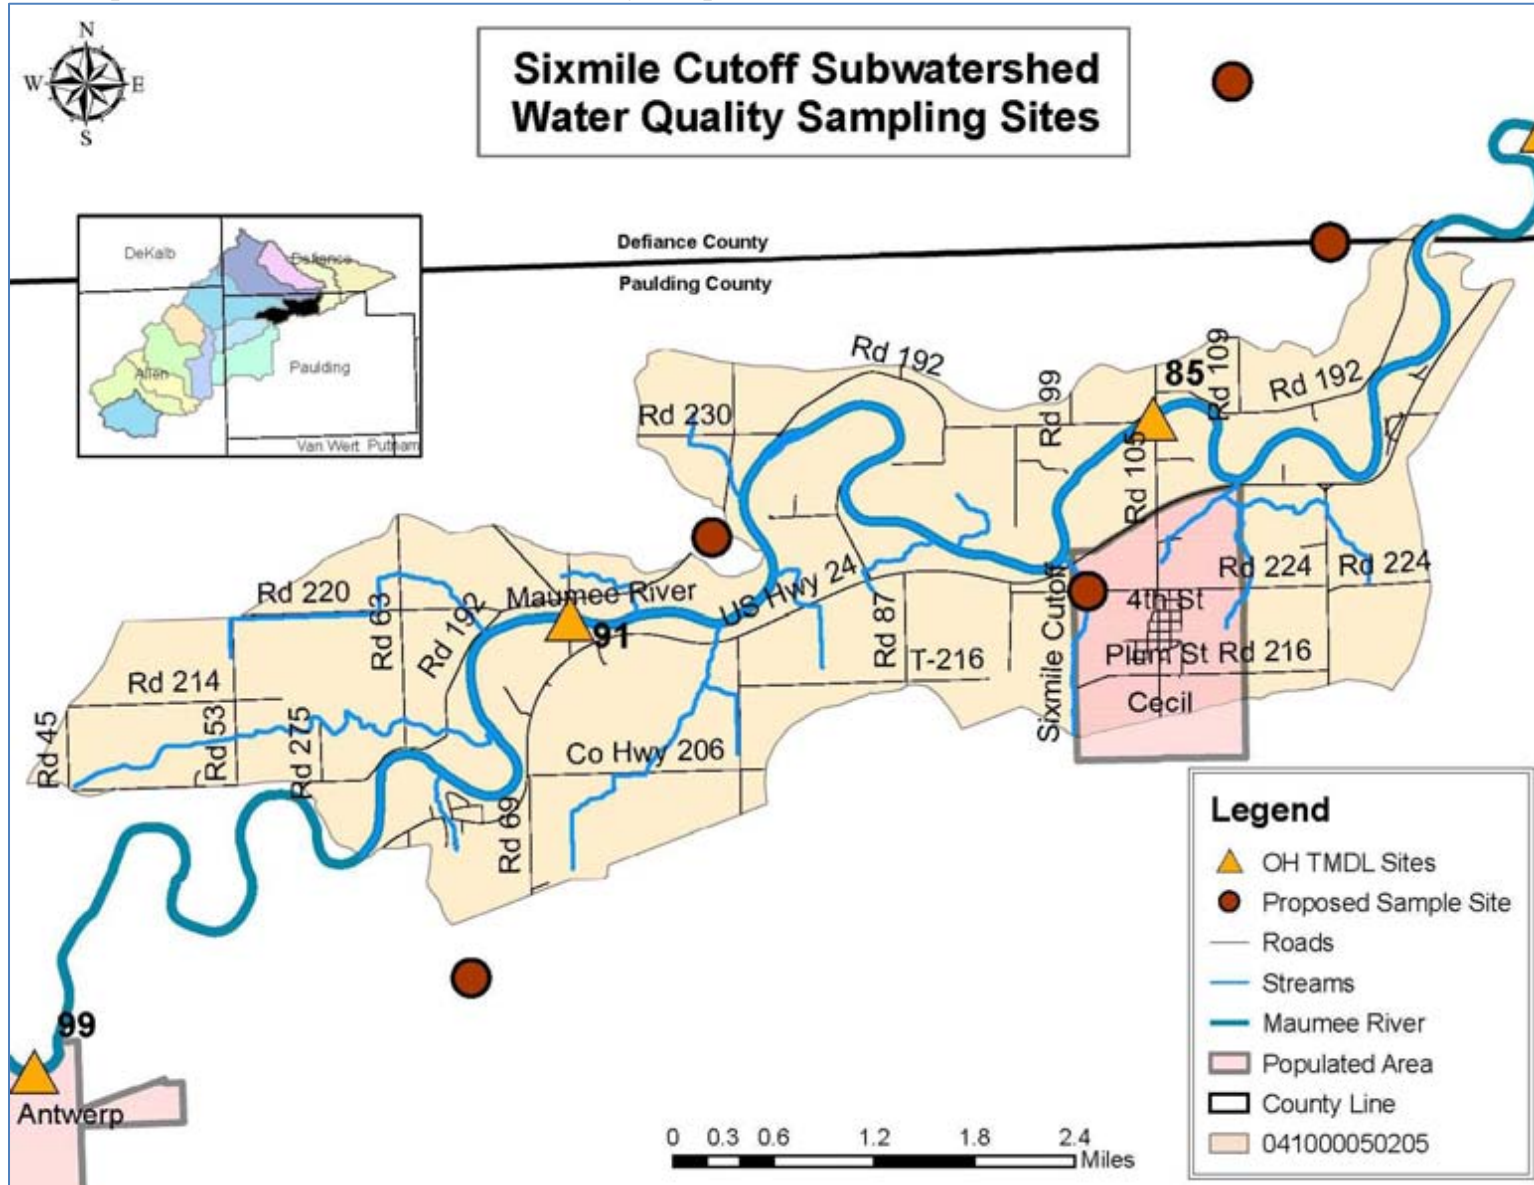 N
W E
S
Sixmile Cutoff Subwatershed
Water Quality Sampling Sites
Defiance County
Paulding County
DeKalb
Defiance
Allen
Paulding
Van Wert Putnam
Rd 192
Rd 230
Rd 99
85
Rd 109
Rd 192
Rd 105
Rd 220
Rd 63
Rd 192
Maumee River
91
US Hwy 24
Rd 87
T-216
Sixmile Cutoff
Rd 224
Rd 224
4th St
Plum St
Rd 216
Cecil
Rd 214
Rd 45
Rd 53
Rd 275
Co Hwy 206
Rd 69
99
Antwerp
0 0.3 0.6 1.2 1.8 2.4
Miles
Legend
OH TMDL Sites
Proposed Sample Site
Roads
Streams
Maumee River
Populated Area
County Line
041000050205